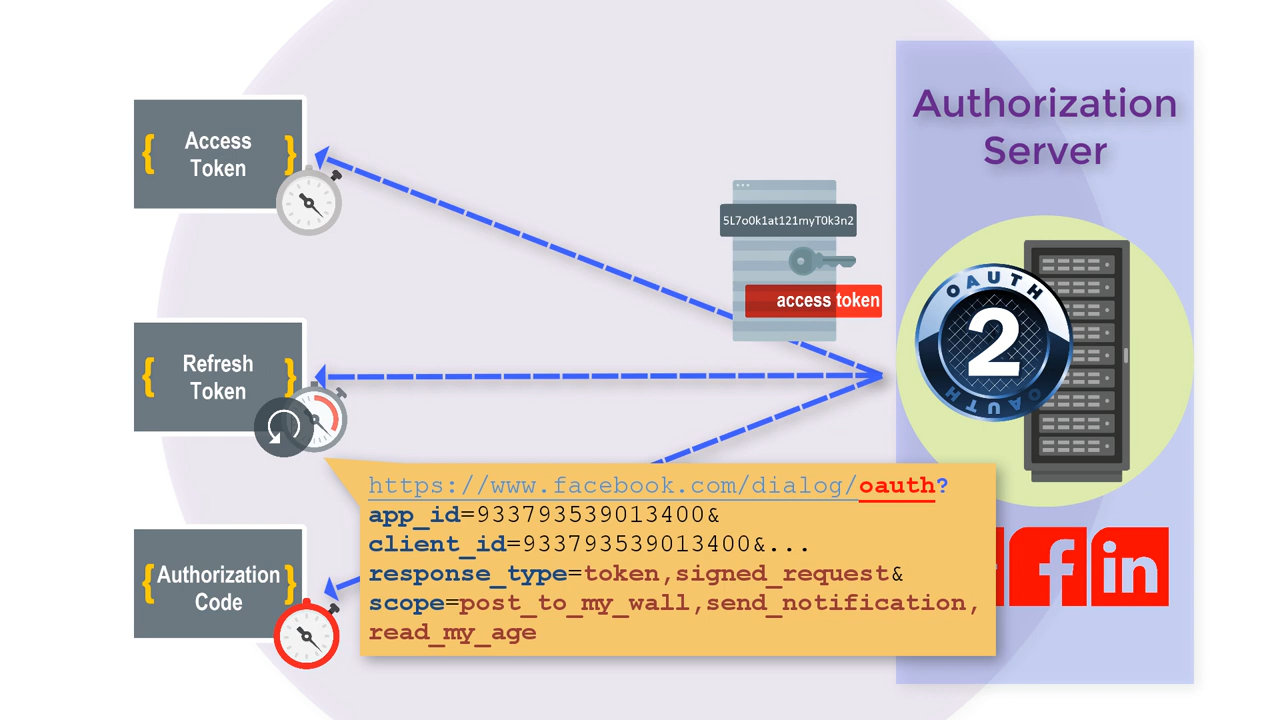 Authorization
Server
{ Access }
Token
5L7o0k1at121myT0k3n2
access token
OAUTH
2
OAUTH
{ Refresh }
Token
https://www.facebook.com/dialog/oauth?
app_id=933793539013400&
client_id=933793539013400&...
response_type=token,signed_request&
scope=post_to_my_wall,send_notification,
read_my_age
{Authorization}
Code
f
in